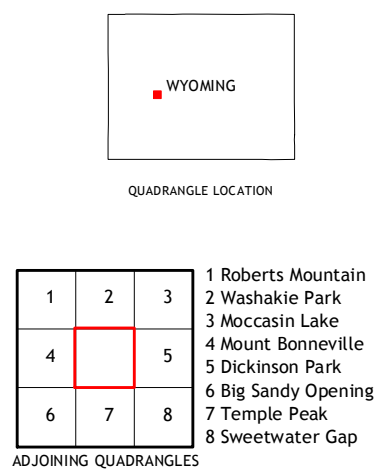 WYOMING
QUADRANGLE LOCATION
1 2 3
4 5
6 7 8
1 Roberts Mountain
2 Washakie Park
3 Moccasin Lake
4 Mount Bonneville
5 Dickinson Park
6 Big Sandy Opening
7 Temple Peak
8 Sweetwater Gap
ADJOINING QUADRANGLES